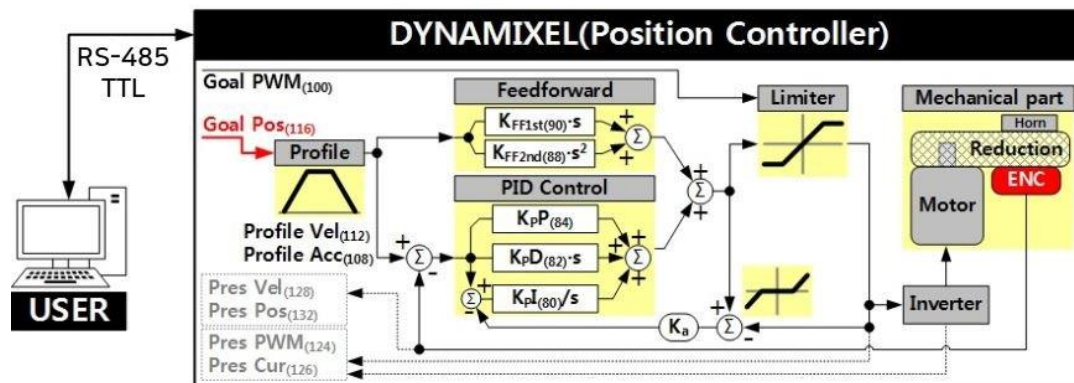 DYNAMIXEL(Position Controller)
RS-485
TTL
USER
Goal PWM(100)
Goal Pos(116)
Profile
Profile Vel(112)
Profile Acc(108)
Pres Vel(128)
Pres Pos(132)
Pres PWM(124)
Pres Cur(126)
Feedforward
KFF1st(90)·s
KFF2nd(88)·s²
+
+
Σ
PID Control
+
-
Σ
KPP(84)
KPD(82)·s
KPI(80)/s
+
+
+
Σ
Σ
-
+
+
Σ
Limiter
Ka
+
Σ
-
Mechanical part
Horn
Reduction
ENC
Motor
Inverter